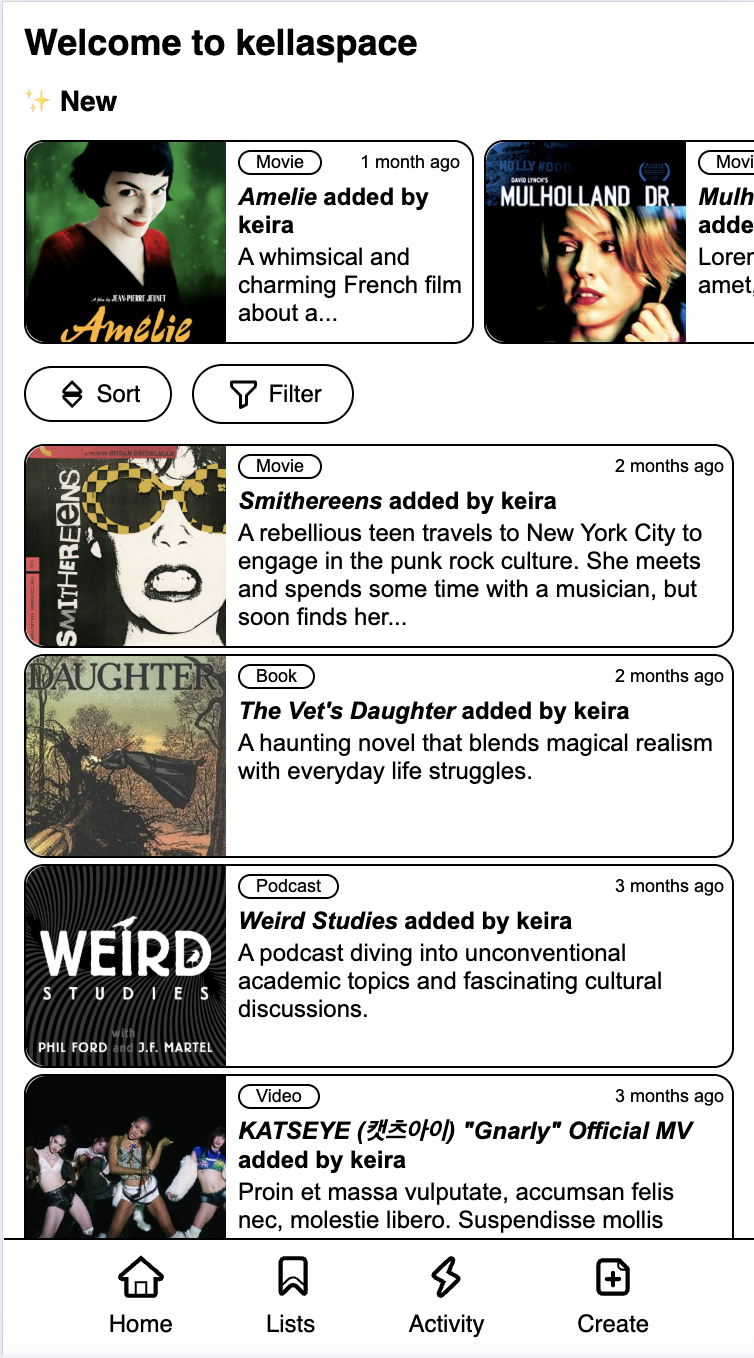 Welcome to kellaspace
✨ New
Movie
1 month ago
Amelie added by
keira
A whimsical and
charming French film
about a...
A film by JEAN-PIERRE JEUNET
Amélie
HOLLYWOOD
DAVID LYNCH'S
MULHOLLAND DR.
Movi
Mulh
adde
Lorer
amet,
Sort
Filter
A FILM BY SUSAN SEIDELMAN
SMITHEREENS
Movie
2 months ago
Smithereens added by keira
A rebellious teen travels to New York City to
engage in the punk rock culture. She meets
and spends some time with a musician, but
soon finds her...
DAUGHTER
Book
2 months ago
The Vet's Daughter added by keira
A haunting novel that blends magical realism
with everyday life struggles.
WEIRD
STUDIES
with
PHIL FORD and J.F. MARTEL
Podcast
3 months ago
Weird Studies added by keira
A podcast diving into unconventional
academic topics and fascinating cultural
discussions.
Video
3 months ago
KATSEYE (캣츠아이) "Gnarly" Official MV
added by keira
Proin et massa vulputate, accumsan felis
nec, molestie libero. Suspendisse mollis
Home
Lists
Activity
Create